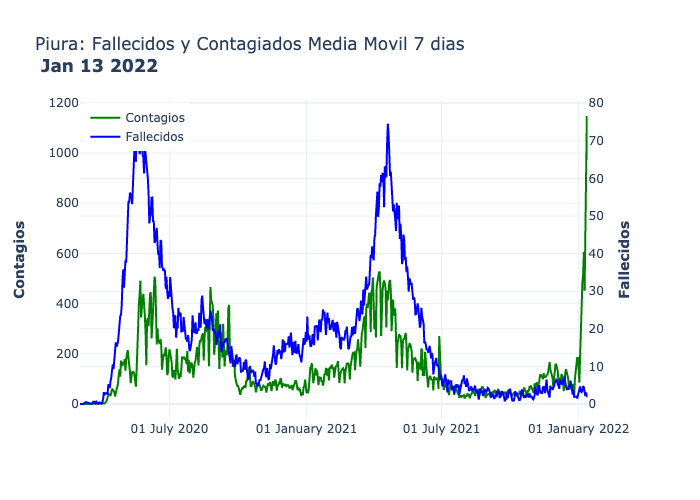 Piura: Fallecidos y Contagiados Media Movil 7 dias
Jan 13 2022
1200
1000
800
600
400
200
0
80
70
60
50
40
30
20
10
0
Contagios
Fallecidos
Contagios
Fallecidos
01 July 2020
01 January 2021
01 July 2021
01 January 2022